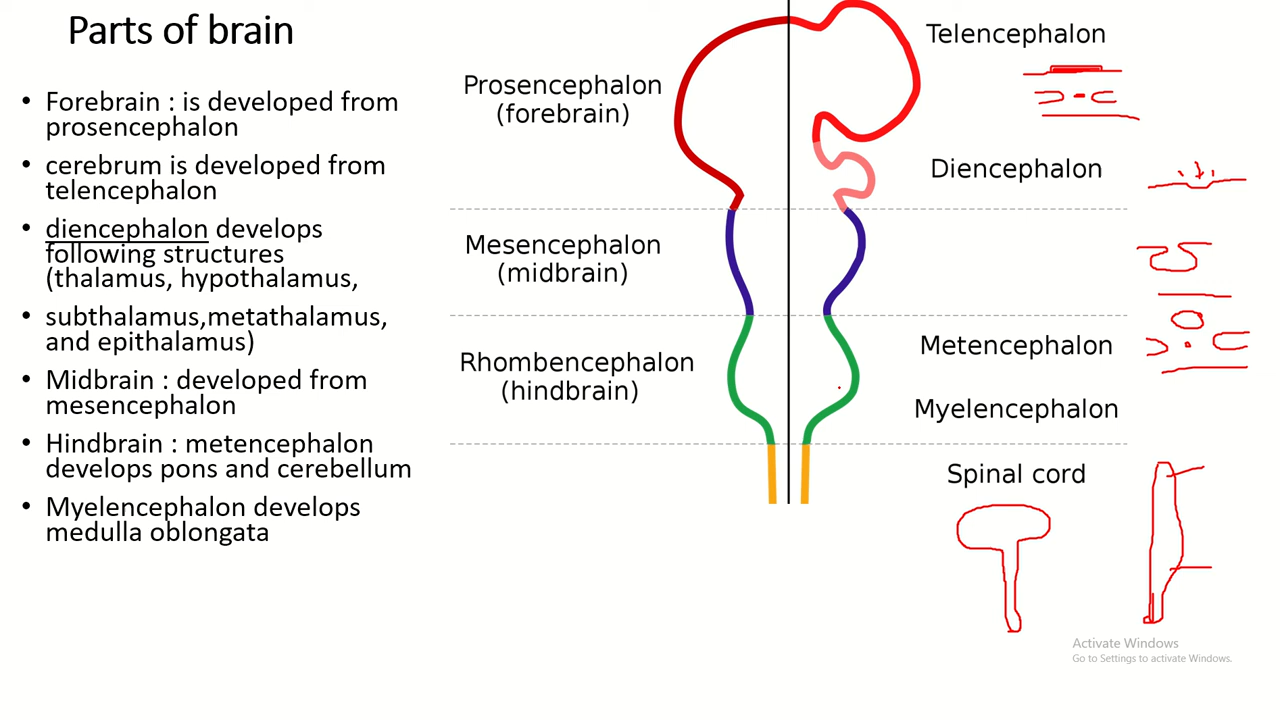 Parts of brain
• Forebrain : is developed from
prosencephalon
• cerebrum is developed from
telencephalon
• diencephalon develops
following structures
(thalamus, hypothalamus,
• subthalamus,metathalamus,
and epithalamus)
• Midbrain : developed from
mesencephalon
• Hindbrain : metencephalon
develops pons and cerebellum
• Myelencephalon develops
medulla oblongata
Prosencephalon
(forebrain)
Mesencephalon
(midbrain)
Rhombencephalon
(hindbrain)
Telencephalon
Diencephalon
Metencephalon
Myelencephalon
Spinal cord
Activate Windows
Go to Settings to activate Windows.